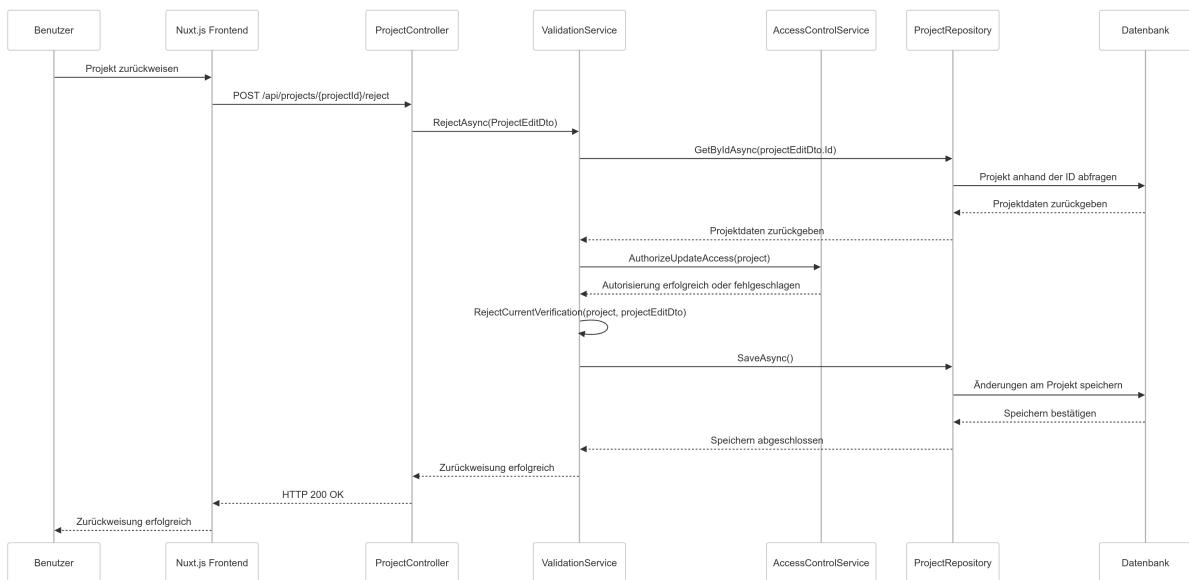 Benutzer
Nuxt.js Frontend
ProjectController
ValidationService
AccessControlService
ProjectRepository
Datenbank
Projekt zurückweisen
POST /api/projects/{projectId}/reject
RejectAsync(ProjectEditDto)
GetByIdAsync(projectEditDto.Id)
Projekt anhand der ID abfragen
Projektdaten zurückgeben
Projektdaten zurückgeben
AuthorizeUpdateAccess(project)
Autorisierung erfolgreich oder fehlgeschlagen
RejectCurrentVerification(project, projectEditDto)
SaveAsync()
Änderungen am Projekt speichern
Speichern bestätigen
Speichern abgeschlossen
Zurückweisung erfolgreich
HTTP 200 OK
Zurückweisung erfolgreich
Benutzer
Nuxt.js Frontend
ProjectController
ValidationService
AccessControlService
ProjectRepository
Datenbank